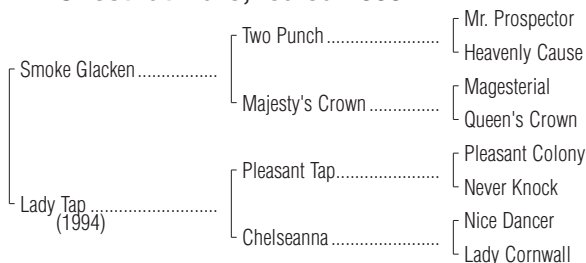 Mr. Prospector
Two Punch ..........................
Heavenly Cause
Smoke Glacken ..................
Magesterial
Majesty's Crown ................
Queen's Crown
Pleasant Colony
Pleasant Tap........................
Never Knock
Lady Tap .............................
(1994)
Nice Dancer
Chelseanna .........................
Lady Cornwall